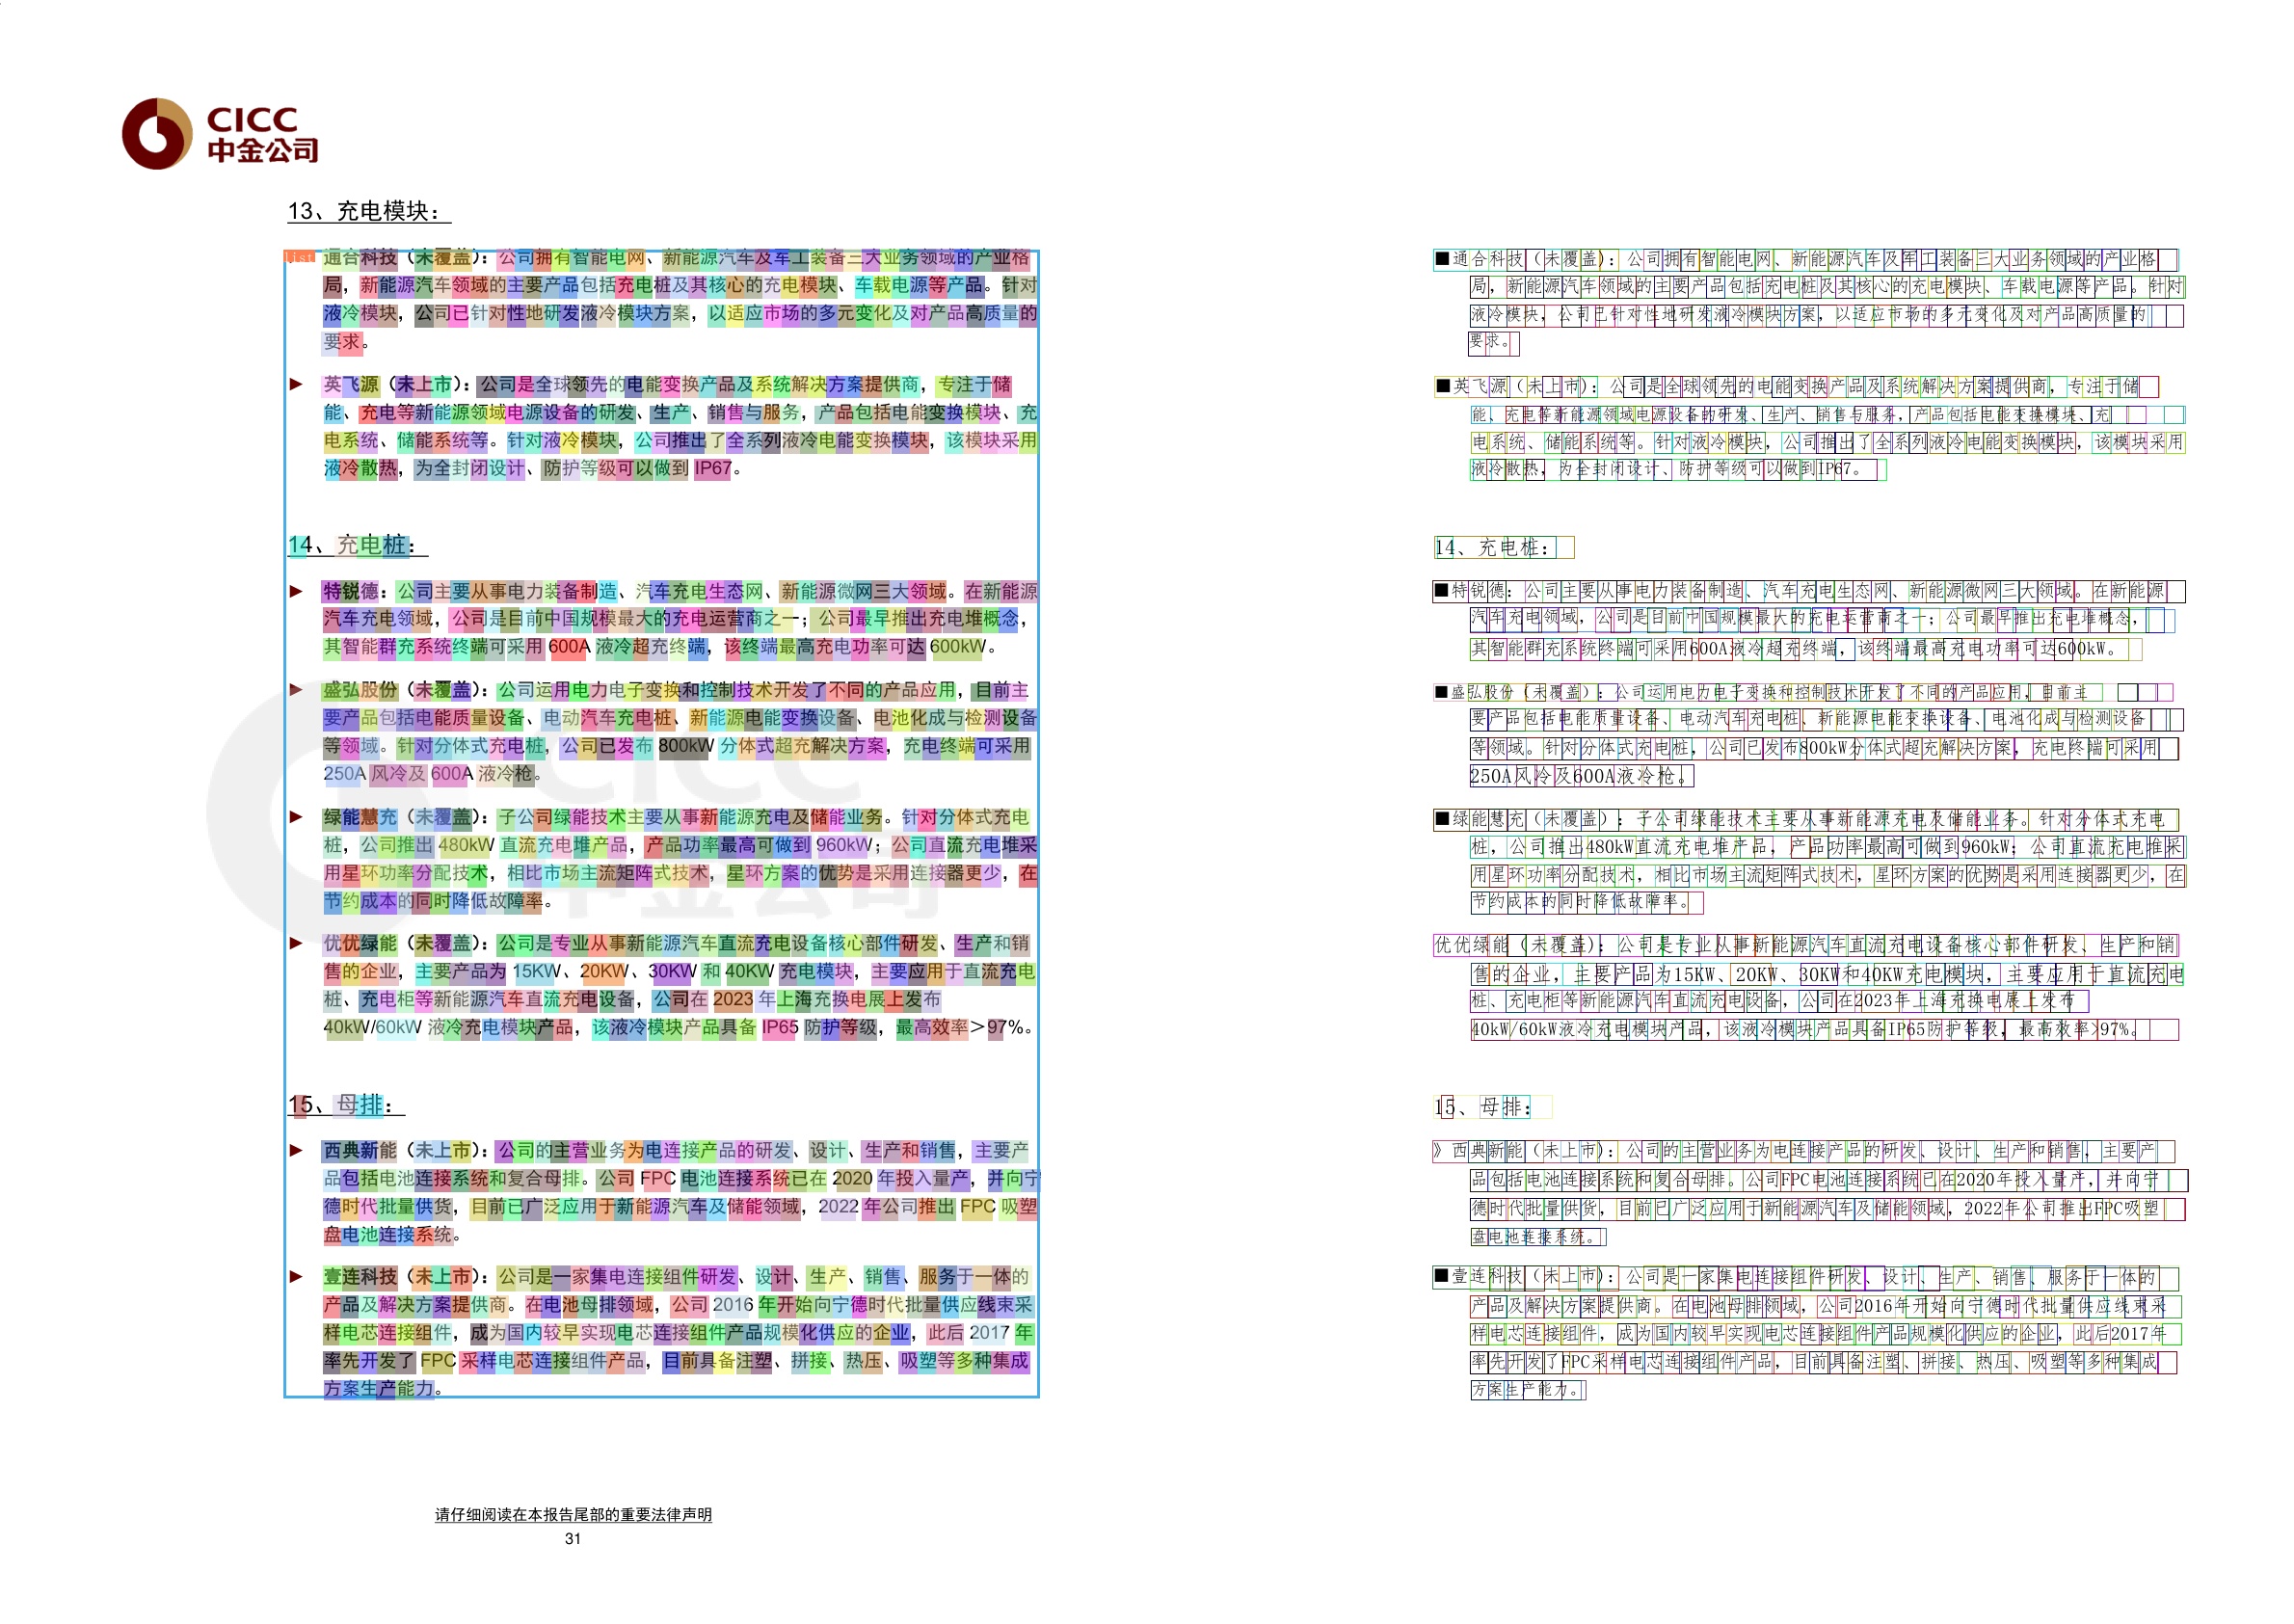 CICC
中金公司
13、充电模块：
list
通合科技（未覆盖）：公司拥有智能电网、新能源汽车及军工装备三大业务领域的产业格
局，新能源汽车领域的主要产品包括充电桩及其核心的充电模块、车载电源等产品。针对
液冷模块，公司已针对性地研发液冷模块方案，以适应市场的多元变化及对产品高质量的
要求。
► 英飞源（未上市）：公司是全球领先的电能变换产品及系统解决方案提供商，专注于储
能、充电等新能源领域电源设备的研发、生产、销售与服务，产品包括电能变换模块、充
电系统、储能系统等。针对液冷模块，公司推出了全系列液冷电能变换模块，该模块采用
液冷散热，为全封闭设计、防护等级可以做到 IP67。
14、充电桩：
► 特锐德：公司主要从事电力装备制造、汽车充电生态网、新能源微网三大领域。在新能源
汽车充电领域，公司是目前中国规模最大的充电运营商之一；公司最早推出充电堆概念，
其智能群充系统终端可采用 600A 液冷超充终端，该终端最高充电功率可达 600kW。
► 盛弘股份（未覆盖）：公司运用电力电子变换和控制技术开发了不同的产品应用，目前主
要产品包括电能质量设备、电动汽车充电桩、新能源电能变换设备、电池化成与检测设备
等领域。针对分体式充电桩，公司已发布 800kW 分体式超充解决方案，充电终端可采用
250A 风冷及 600A 液冷枪。
► 绿能慧充（未覆盖）：子公司绿能技术主要从事新能源充电及储能业务。针对分体式充电
桩，公司推出 480kW 直流充电堆产品，产品功率最高可做到 960kW；公司直流充电堆采
用星环功率分配技术，相比市场主流矩阵式技术，星环方案的优势是采用连接器更少，在
节约成本的同时降低故障率。
► 优优绿能（未覆盖）：公司是专业从事新能源汽车直流充电设备核心部件研发、生产和销
售的企业，主要产品为 15KW、20KW、30KW 和 40KW 充电模块，主要应用于直流充电
桩、充电柜等新能源汽车直流充电设备，公司在 2023 年上海充换电展上发布
40kW/60kW 液冷充电模块产品，该液冷模块产品具备 IP65 防护等级，最高效率＞97%。
15、母排：
► 西典新能（未上市）：公司的主营业务为电连接产品的研发、设计、生产和销售，主要产
品包括电池连接系统和复合母排。公司 FPC 电池连接系统已在 2020 年投入量产，并向宁
德时代批量供货，目前已广泛应用于新能源汽车及储能领域，2022 年公司推出 FPC 吸塑
盘电池连接系统。
► 壹连科技（未上市）：公司是一家集电连接组件研发、设计、生产、销售、服务于一体的
产品及解决方案提供商。在电池母排领域，公司 2016 年开始向宁德时代批量供应线束采
样电芯连接组件，成为国内较早实现电芯连接组件产品规模化供应的企业，此后 2017 年
率先开发了 FPC 采样电芯连接组件产品，目前具备注塑、拼接、热压、吸塑等多种集成
方案生产能力。
CICC
中金公司
请仔细阅读在本报告尾部的重要法律声明
31
■通合科技（未覆盖）：公司拥有智能电网、新能源汽车及军工装备三大业务领域的产业格
局，新能源汽车领域的主要产品包括充电桩及其核心的充电模块、车载电源等产品。针对
液冷模块，公司已针对性地研发液冷模块方案，以适应市场的多元变化及对产品高质量的
要求。
■英飞源（未上市）：公司是全球领先的电能变换产品及系统解决方案提供商，专注于储
能、充电等新能源领域电源设备的研发、生产、销售与服务，产品包括电能变换模块、充
电系统、储能系统等。针对液冷模块，公司推出了全系列液冷电能变换模块，该模块采用
液冷散热，为全封闭设计、防护等级可以做到IP67。
14、充电桩：
■特锐德：公司主要从事电力装备制造、汽车充电生态网、新能源微网三大领域。在新能源
汽车充电领域，公司是目前中国规模最大的充电运营商之一；公司最早推出充电堆概念，
其智能群充系统终端可采用600A液冷超充终端，该终端最高充电功率可达600kW。
■盛弘股份（未覆盖）：公司运用电力电子变换和控制技术开发了不同的产品应用，目前主
要产品包括电能质量设备、电动汽车充电桩、新能源电能变换设备、电池化成与检测设备
等领域。针对分体式充电桩，公司已发布800kW分体式超充解决方案，充电终端可采用
250A风冷及600A液冷枪。
■绿能慧充（未覆盖）：子公司绿能技术主要从事新能源充电及储能业务。针对分体式充电
桩，公司推出480kW直流充电堆产品，产品功率最高可做到960kW；公司直流充电堆采
用星环功率分配技术，相比市场主流矩阵式技术，星环方案的优势是采用连接器更少，在
节约成本的同时降低故障率。
优优绿能（未覆盖）：公司是专业从事新能源汽车直流充电设备核心部件研发、生产和销
售的企业，主要产品为15KW、20KW、30KW和40KW充电模块，主要应用于直流充电
桩、充电柜等新能源汽车直流充电设备，公司在2023年上海充换电展上发布
40kW/60kW液冷充电模块产品，该液冷模块产品具备IP65防护等级，最高效率>97%。
15、母排：
》西典新能（未上市）：公司的主营业务为电连接产品的研发、设计、生产和销售，主要产
品包括电池连接系统和复合母排。公司FPC电池连接系统已在2020年投入量产，并向宁
德时代批量供货，目前已广泛应用于新能源汽车及储能领域，2022年公司推出FPC吸塑
盘电池连接系统。
■壹连科技（未上市）：公司是一家集电连接组件研发、设计、生产、销售、服务于一体的
产品及解决方案提供商。在电池母排领域，公司2016年开始向宁德时代批量供应线束采
样电芯连接组件，成为国内较早实现电芯连接组件产品规模化供应的企业，此后2017年
率先开发了FPC采样电芯连接组件产品，目前具备注塑、拼接、热压、吸塑等多种集成
方案生产能力。